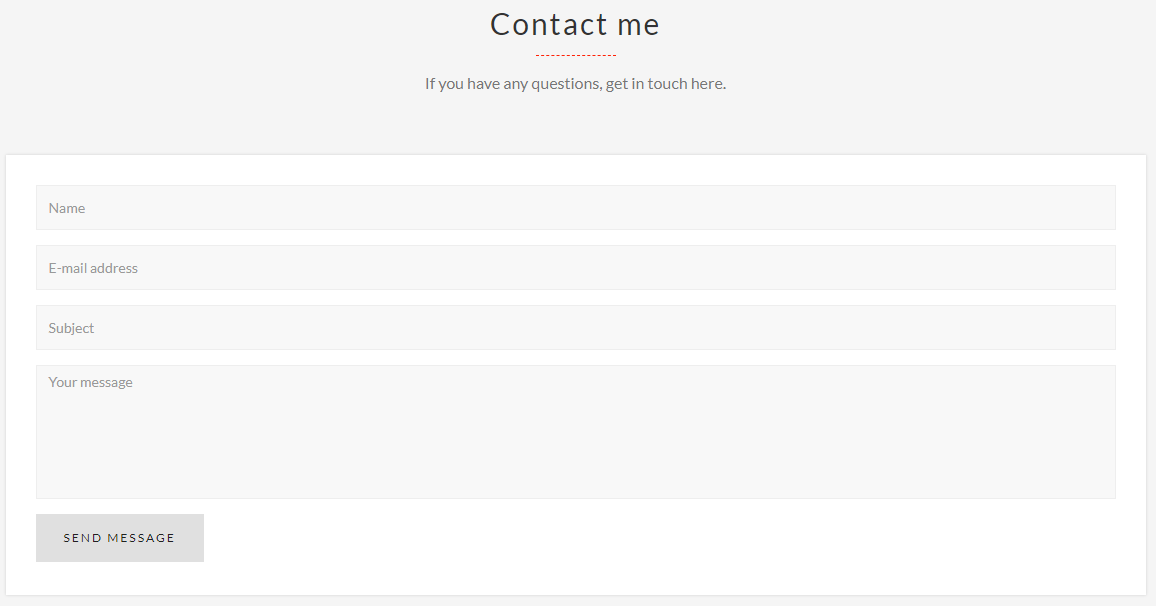 Contact me
If you have any questions, get in touch here.
Name
E-mail address
Subject
Your message
SEND MESSAGE